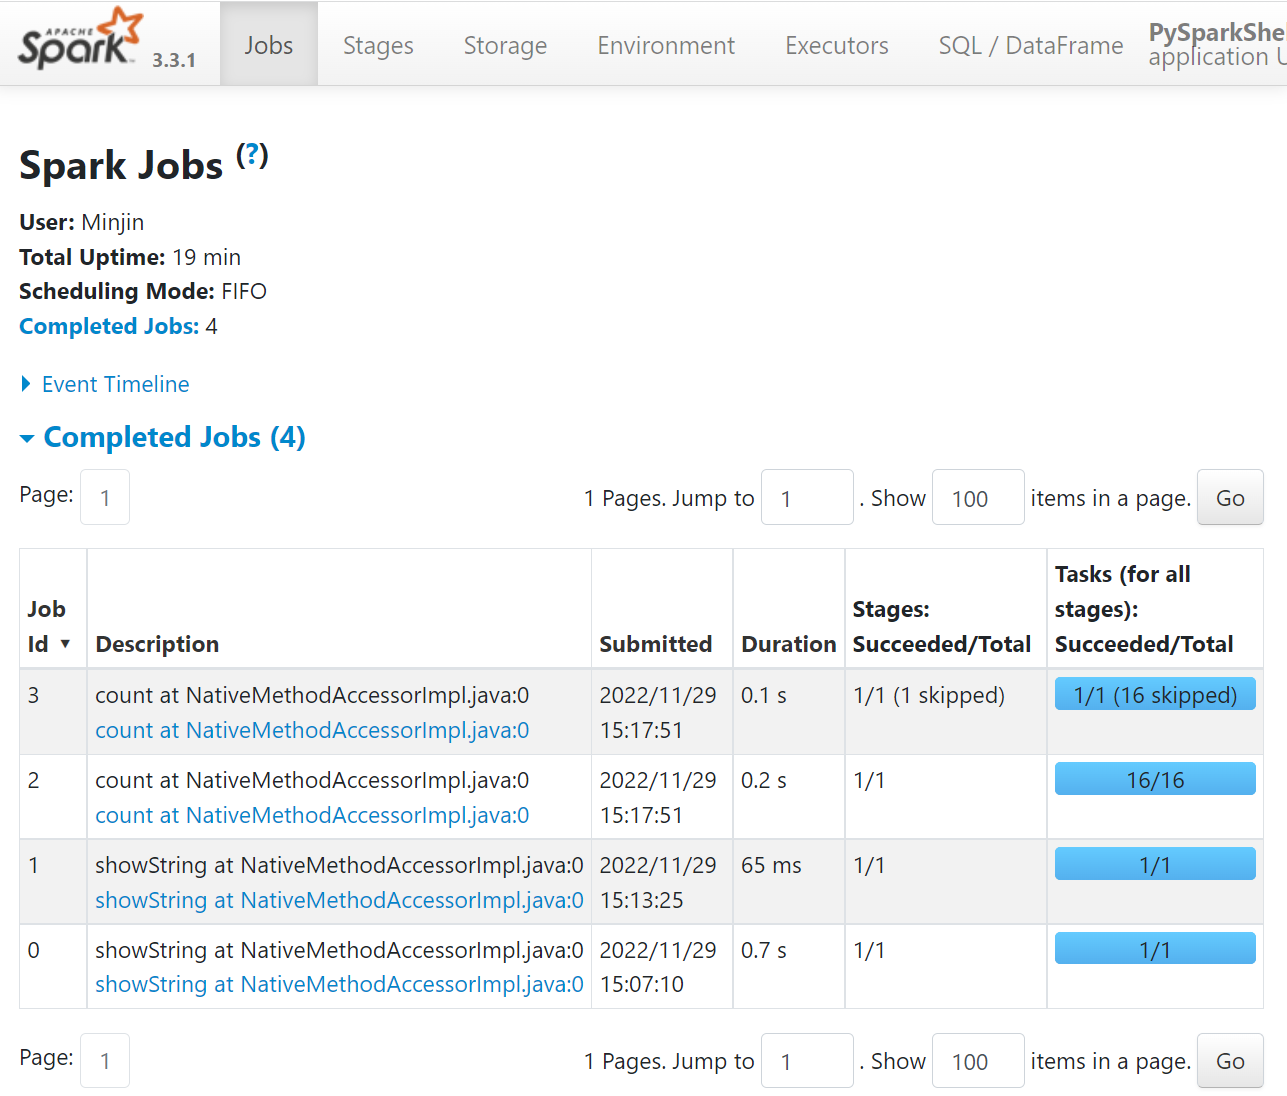 APACHE
Spark 3.3.1 Jobs Stages Storage Environment Executors SQL / DataFrame PySparkShe
application U
Spark Jobs (?)
User: Minjin
Total Uptime: 19 min
Scheduling Mode: FIFO
Completed Jobs: 4
Event Timeline
Completed Jobs (4)
Page: 1 1 Pages. Jump to 1 . Show 100 items in a page. Go
Job Id ▼ Description Submitted Duration Stages: Succeeded/Total Tasks (for all stages): Succeeded/Total
3 count at NativeMethodAccessorImpl.java:0 2022/11/29 0.1 s 1/1 (1 skipped) 1/1 (16 skipped)
count at NativeMethodAccessorImpl.java:0 15:17:51
2 count at NativeMethodAccessorImpl.java:0 2022/11/29 0.2 s 1/1 16/16
count at NativeMethodAccessorImpl.java:0 15:17:51
1 showString at NativeMethodAccessorImpl.java:0 2022/11/29 65 ms 1/1 1/1
showString at NativeMethodAccessorImpl.java:0 15:13:25
0 showString at NativeMethodAccessorImpl.java:0 2022/11/29 0.7 s 1/1 1/1
showString at NativeMethodAccessorImpl.java:0 15:07:10
Page: 1 1 Pages. Jump to 1 . Show 100 items in a page. Go